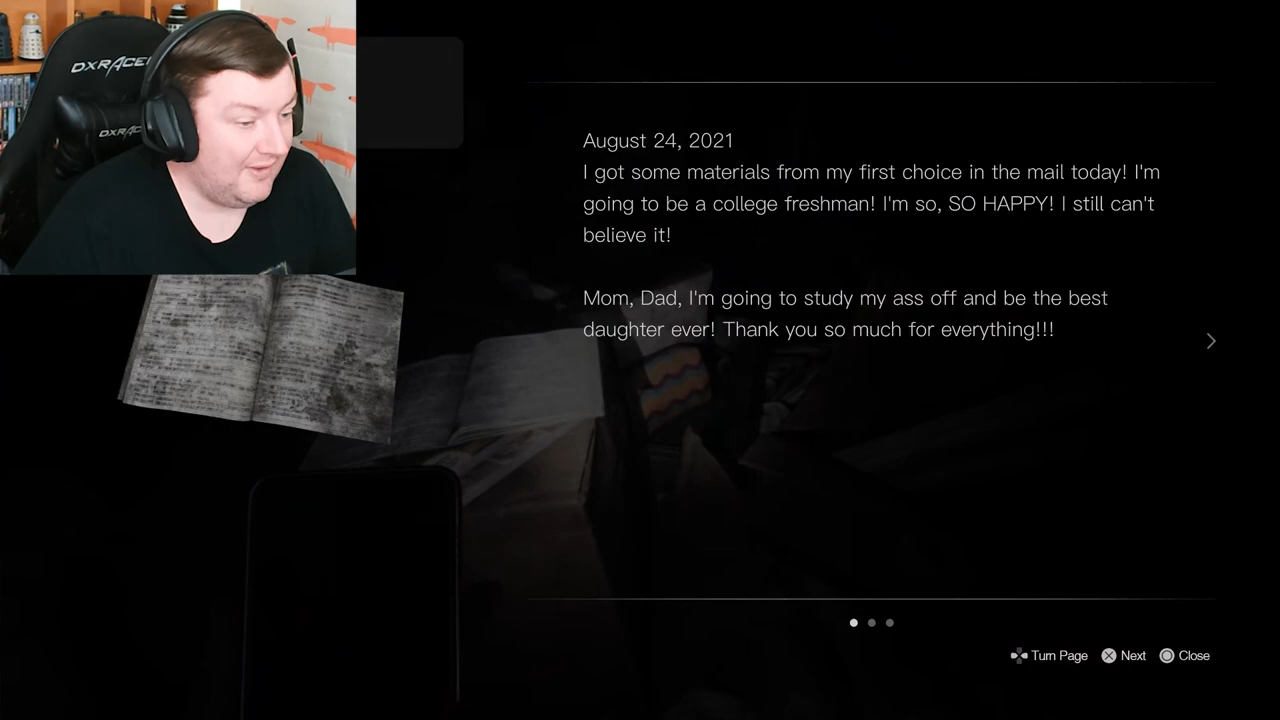 DXRACER
DXRAC
August 24, 2021
I got some materials from my first choice in the mail today! I'm
going to be a college freshman! I'm so, SO HAPPY! I still can't
believe it!
Mom, Dad, I'm going to study my ass off and be the best
daughter ever! Thank you so much for everything!!!
Turn Page
Next
Close